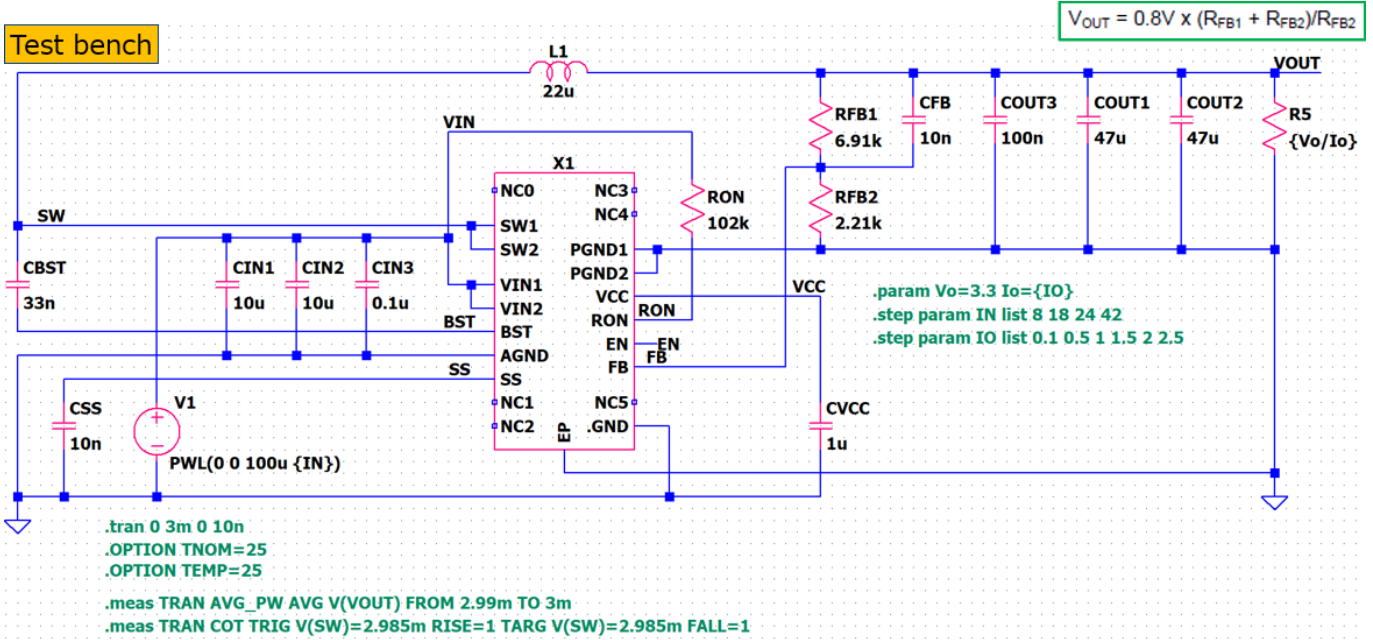 V_OUT = 0.8V x (R_FB1 + R_FB2)/R_FB2
Test bench
L1
22u
VOUT
RFB1
6.91k
CFB
10n
COUT3
100n
COUT1
47u
COUT2
47u
R5
{Vo/Io}
VIN
X1
NC0
NC3
NC4
RON
102k
RFB2
2.21k
SW
SW1
SW2
PGND1
PGND2
CBST
33n
CIN1
10u
CIN2
10u
CIN3
0.1u
VIN1
VIN2
VCC
VCC
RON
RON
BST
BST
EN
EN
AGND
FB
FB
SS
SS
NC1
NC5
NC2
.GND
EP
CSS
10n
V1
PWL(0 0 100u {IN})
CVCC
1u
.param Vo=3.3 Io={IO}
.step param IN list 8 18 24 42
.step param IO list 0.1 0.5 1 1.5 2 2.5
.tran 0 3m 0 10n
.OPTION TNOM=25
.OPTION TEMP=25
.meas TRAN AVG_PW AVG V(VOUT) FROM 2.99m TO 3m
.meas TRAN COT TRIG V(SW)=2.985m RISE=1 TARG V(SW)=2.985m FALL=1